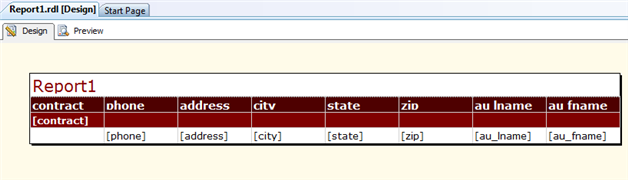 Report1.rdl [Design] Start Page
Design Preview
Report1
contract phone address city state zip au lname au fname
[contract]
[phone] [address] [city] [state] [zip] [au_lname] [au_fname]